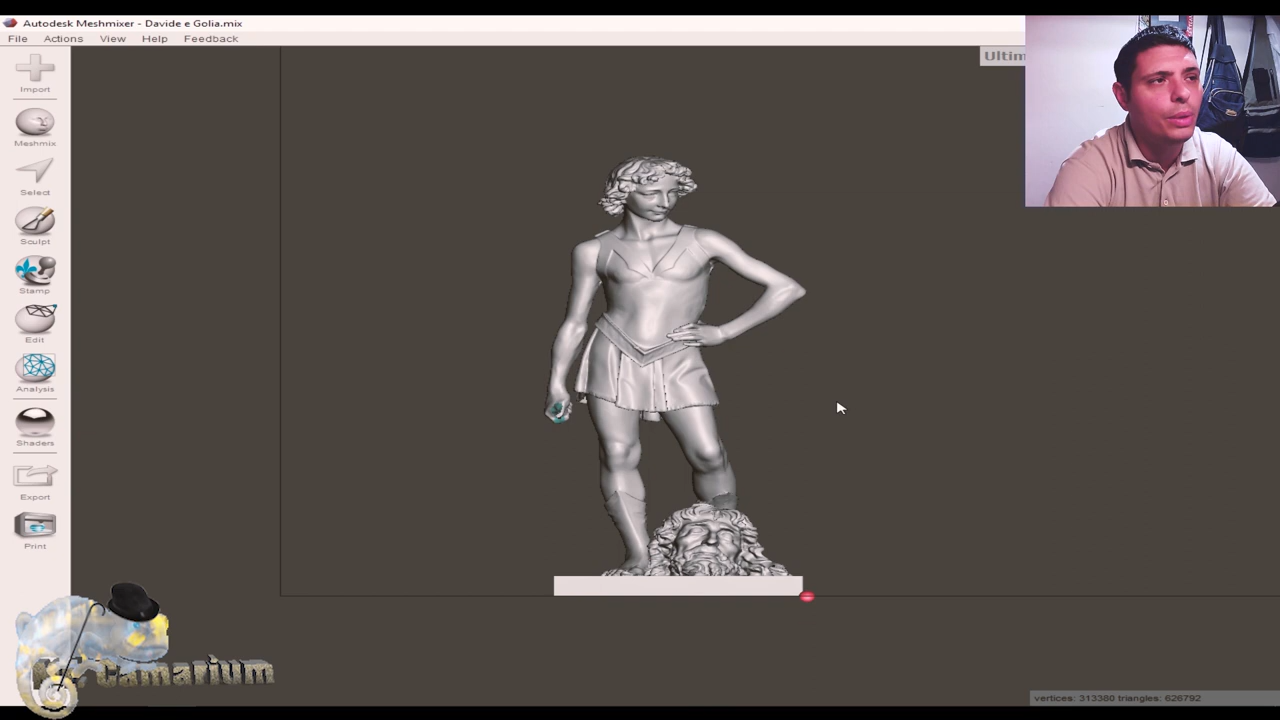 Autodesk Meshmixer - Davide e Golia.mix
File Actions View Help Feedback
Ultim
Import
Meshmix
Select
Sculpt
Stamp
Edit
Analysis
Shaders
Export
Print
Camarium
vertices: 313380 triangles: 626792